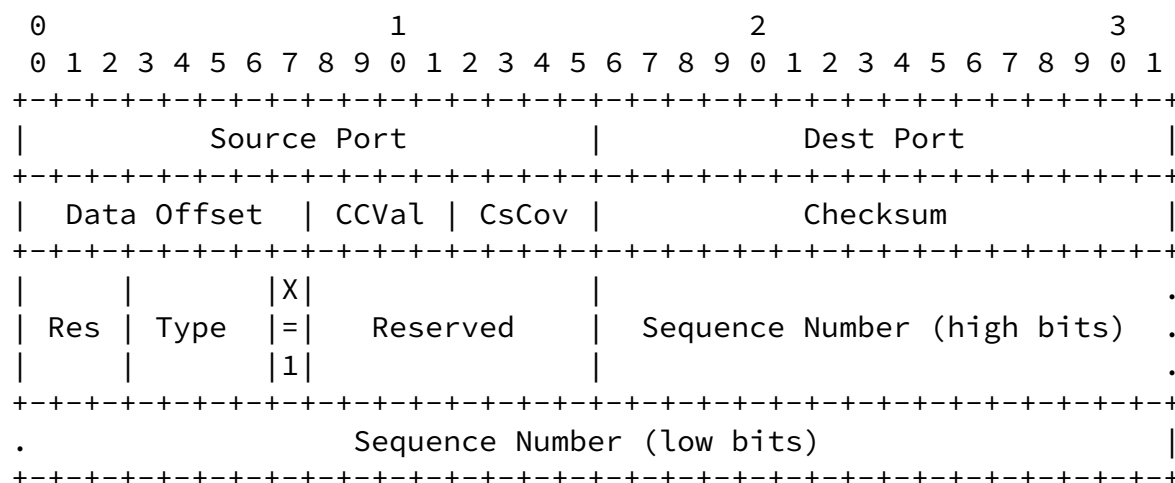 0                   1                   2                   3
 0 1 2 3 4 5 6 7 8 9 0 1 2 3 4 5 6 7 8 9 0 1 2 3 4 5 6 7 8 9 0 1
+-+-+-+-+-+-+-+-+-+-+-+-+-+-+-+-+-+-+-+-+-+-+-+-+-+-+-+-+-+-+-+-+
|          Source Port          |           Dest Port           |
+-+-+-+-+-+-+-+-+-+-+-+-+-+-+-+-+-+-+-+-+-+-+-+-+-+-+-+-+-+-+-+-+
|  Data Offset  | CCVal | CsCov |           Checksum            |
+-+-+-+-+-+-+-+-+-+-+-+-+-+-+-+-+-+-+-+-+-+-+-+-+-+-+-+-+-+-+-+-+
|     |       |X|               |                               .
| Res | Type  |=|   Reserved    |  Sequence Number (high bits)  .
|     |       |1|               |                               .
+-+-+-+-+-+-+-+-+-+-+-+-+-+-+-+-+-+-+-+-+-+-+-+-+-+-+-+-+-+-+-+-+
.                  Sequence Number (low bits)                   |
+-+-+-+-+-+-+-+-+-+-+-+-+-+-+-+-+-+-+-+-+-+-+-+-+-+-+-+-+-+-+-+-+